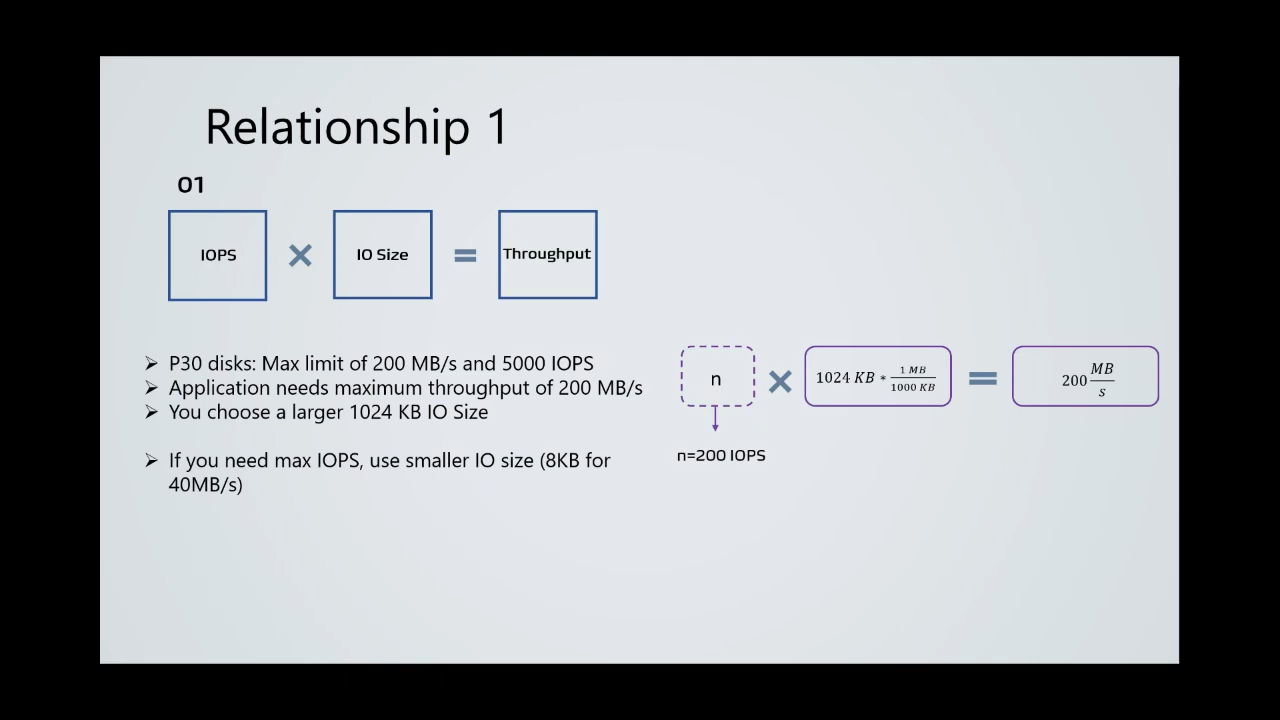 Relationship 1
01
IOPS × IO Size = Throughput
➢ P30 disks: Max limit of 200 MB/s and 5000 IOPS
➢ Application needs maximum throughput of 200 MB/s
➢ You choose a larger 1024 KB IO Size
➢ If you need max IOPS, use smaller IO size (8KB for
40MB/s)
n × 1024 KB * 1 MB/1000 KB = 200 MB/s
n=200 IOPS